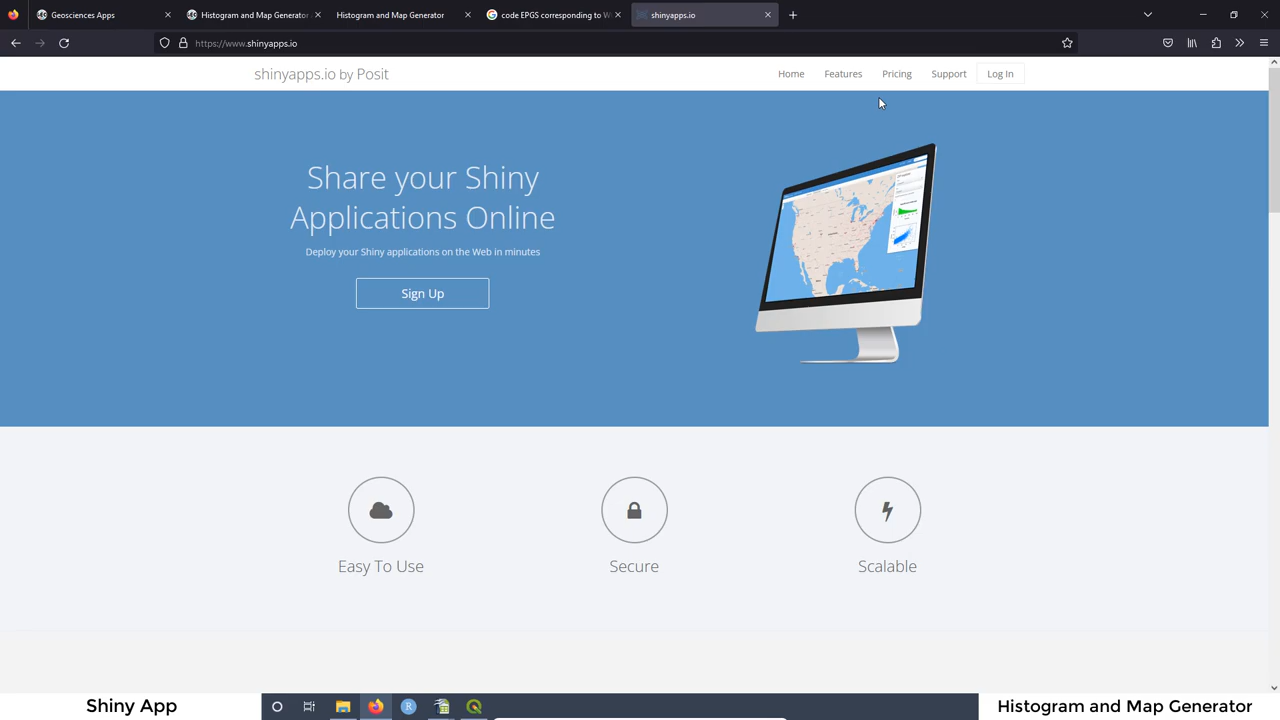 Geosciences Apps
Histogram and Map Generator
Histogram and Map Generator
code EPGS corresponding to W
shinyapps.io
https://www.shinyapps.io
shinyapps.io by Posit
Home
Features
Pricing
Support
Log In
Share your Shiny
Applications Online
Deploy your Shiny applications on the Web in minutes
Sign Up
Easy To Use
Secure
Scalable
Shiny App
Histogram and Map Generator